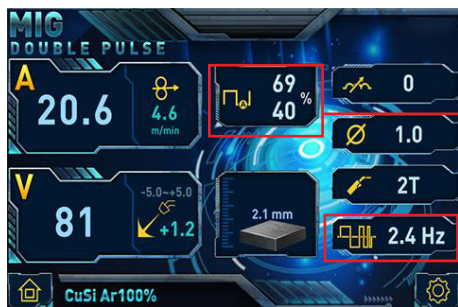 MIG
DOUBLE PULSE
A
20.6
4.6
m/min
69
40 %
0
1.0
V
81
-5.0~+5.0
+1.2
2.1 mm
2T
2.4 Hz
CuSi Ar100%